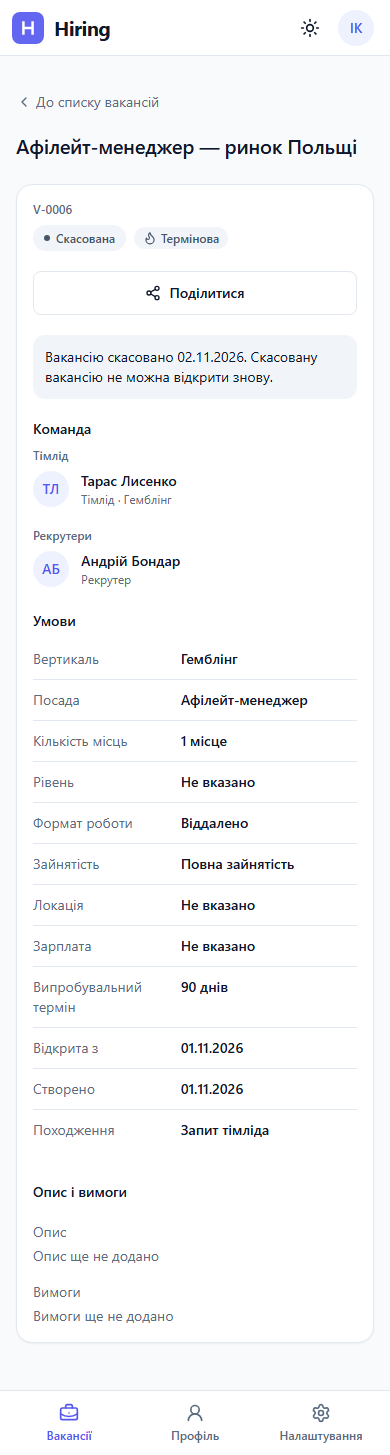 H Hiring
ІК
До списку вакансій
Афілейт-менеджер — ринок Польщі
V-0006
Скасована
Термінова
Поділитися
Вакансію скасовано 02.11.2026. Скасовану
вакансію не можна відкрити знову.
Команда
Тімлід
ТЛ
Тарас Лисенко
Тімлід · Гемблінг
Рекрутери
АБ
Андрій Бондар
Рекрутер
Умови
Вертикаль Гемблінг
Посада Афілейт-менеджер
Кількість місць 1 місце
Рівень Не вказано
Формат роботи Віддалено
Зайнятість Повна зайнятість
Локація Не вказано
Зарплата Не вказано
Випробувальний 90 днів
термін
Відкрита з 01.11.2026
Створено 01.11.2026
Походження Запит тімліда
Опис і вимоги
Опис
Опис ще не додано
Вимоги
Вимоги ще не додано
Вакансії Профіль Налаштування